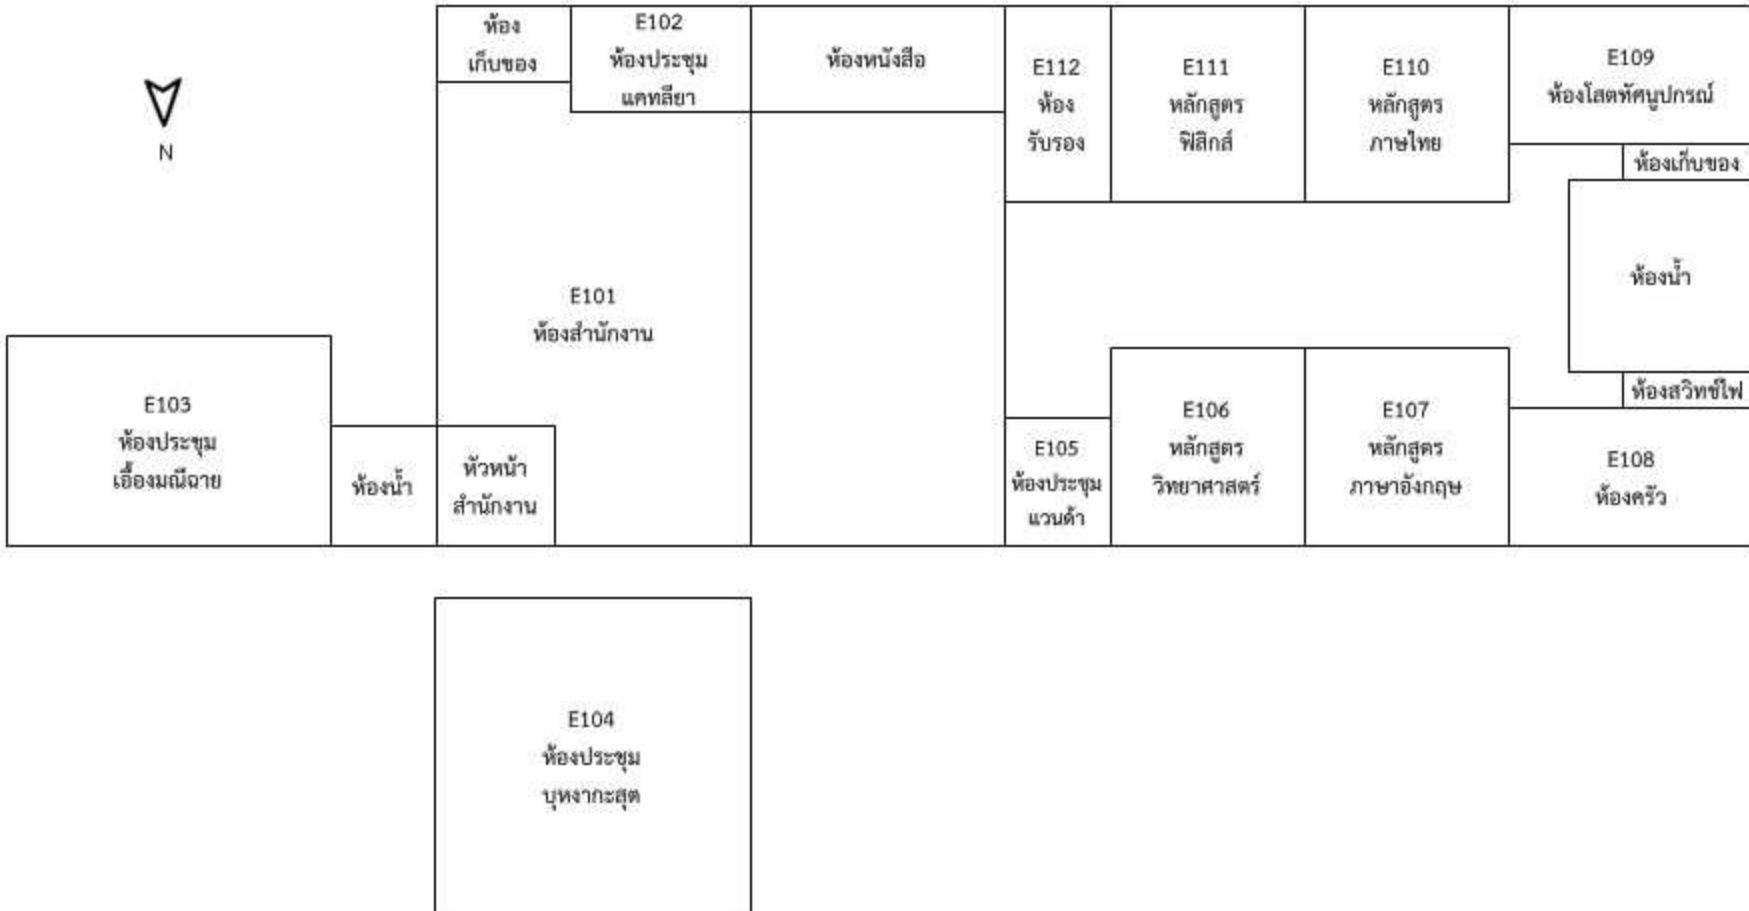 N
ห้อง
เก็บของ
E102
ห้องประชุม
แคทลียา
ห้องหนังสือ
E112
ห้อง
รับรอง
E111
หลักสูตร
ฟิสิกส์
E110
หลักสูตร
ภาษไทย
E109
ห้องโสตทัศนูปกรณ์
ห้องเก็บของ
ห้องน้ำ
ห้องสวิทช์ไฟ
E101
ห้องสำนักงาน
E103
ห้องประชุม
เอื้องมณีฉาย
ห้องน้ำ
หัวหน้า
สำนักงาน
E105
ห้องประชุม
แวนด้า
E106
หลักสูตร
วิทยาศาสตร์
E107
หลักสูตร
ภาษาอังกฤษ
E108
ห้องครัว
E104
ห้องประชุม
บุหงากะสุต